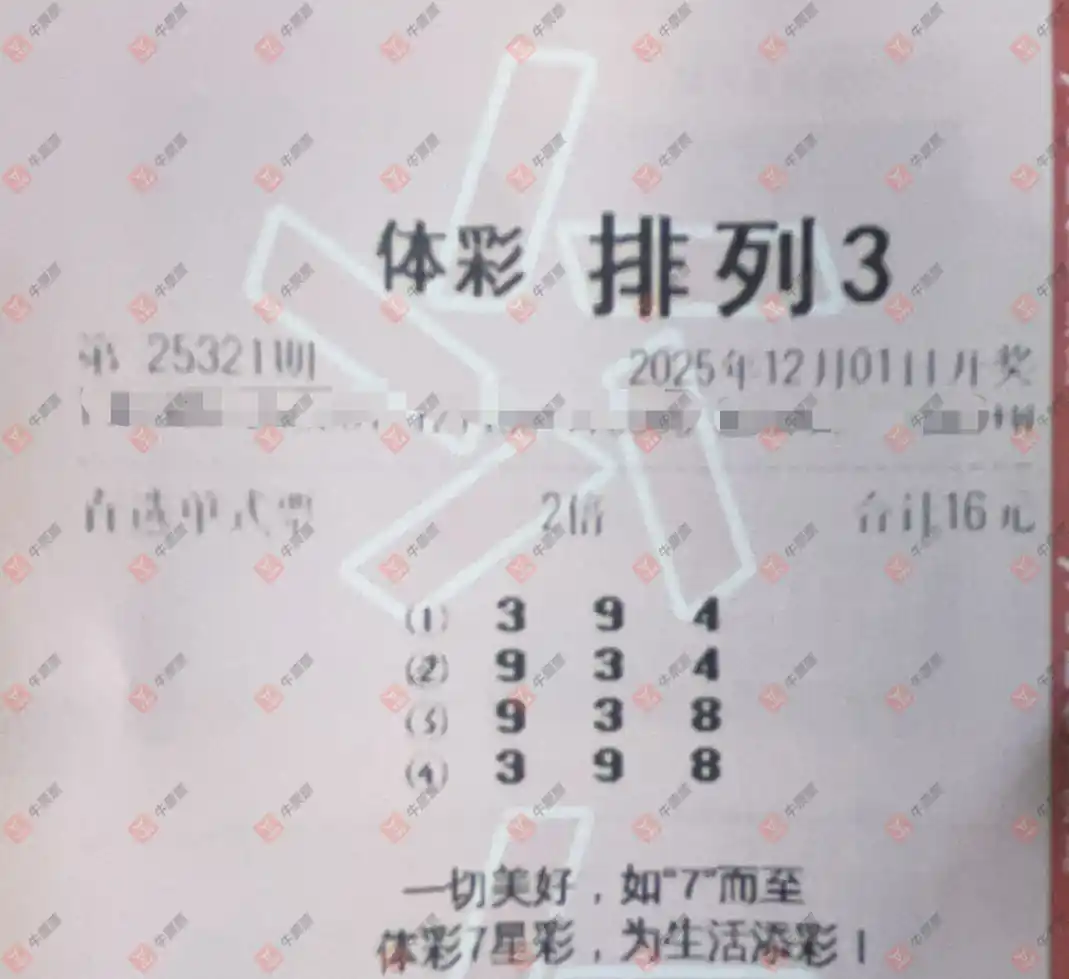 体彩 排列3
第 25321期
2025年12月01日开奖
直选单式票 2倍 合计16元
(1) 3 9 4
(2) 9 3 4
(3) 9 3 8
(4) 3 9 8
一切美好，如“7”而至
体彩7星彩，为生活添彩！